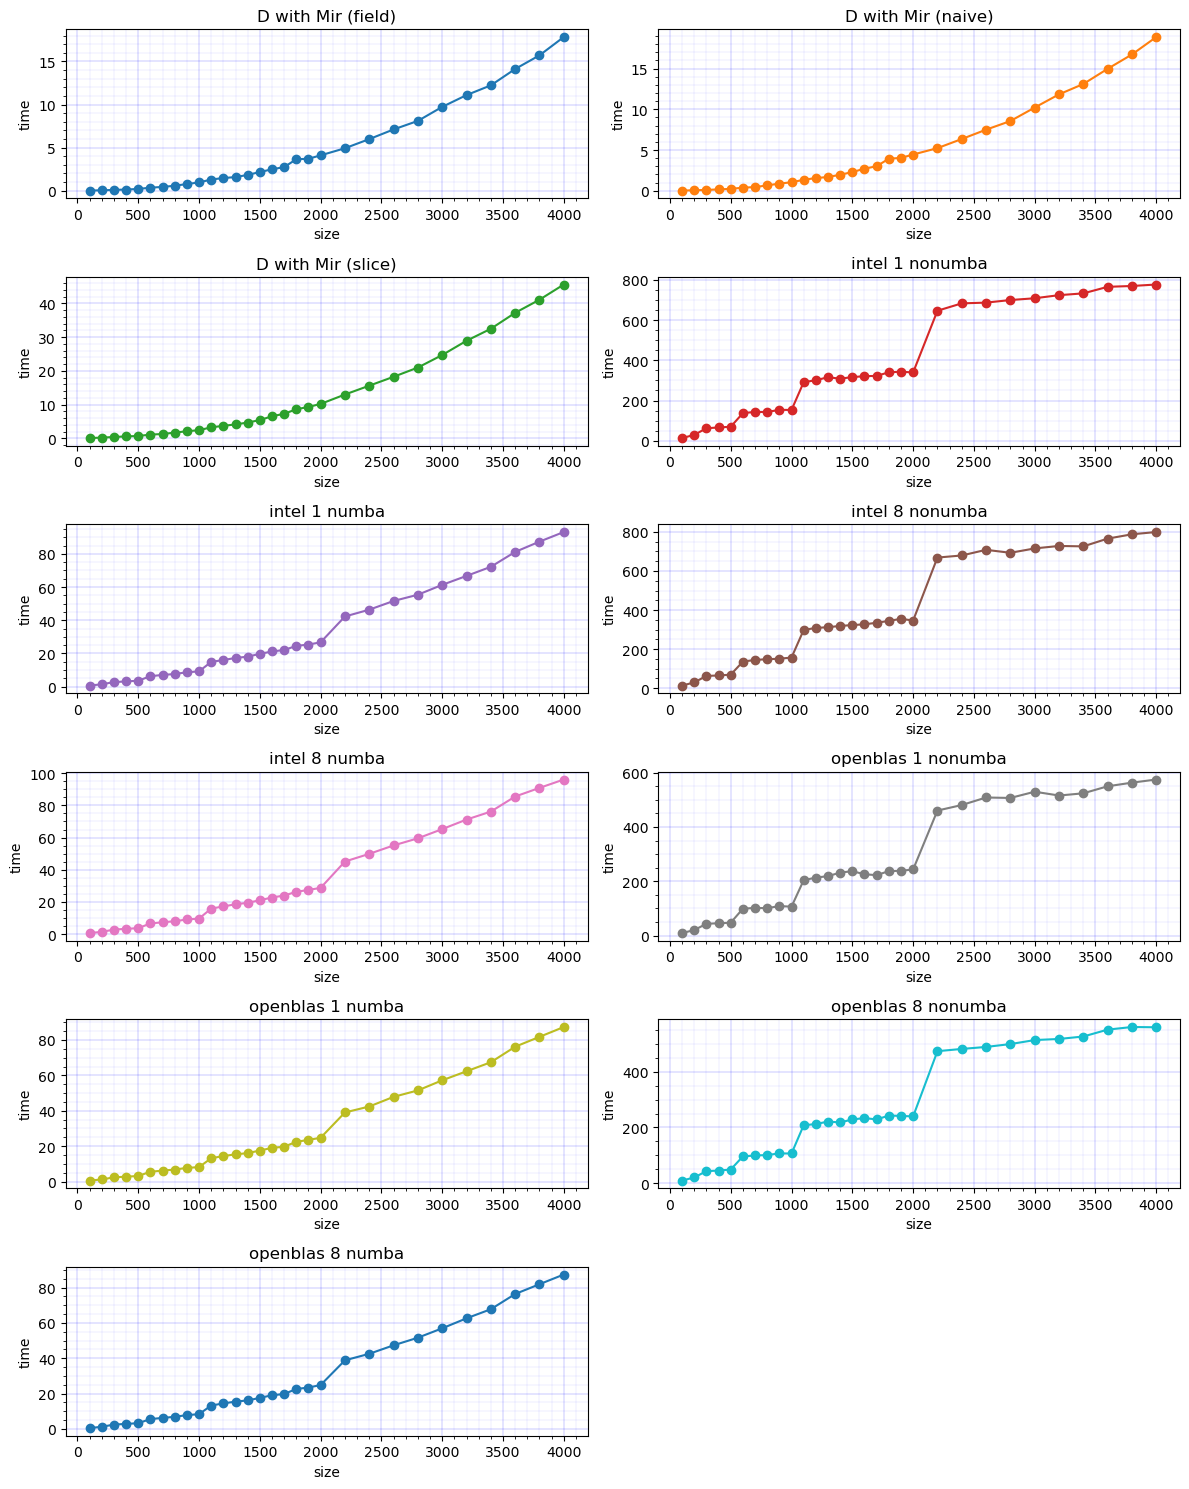 D with Mir (field)
time
15
10
5
0
0 500 1000 1500 2000 2500 3000 3500 4000
size
D with Mir (naive)
time
15
10
5
0
0 500 1000 1500 2000 2500 3000 3500 4000
size
D with Mir (slice)
time
40
30
20
10
0
0 500 1000 1500 2000 2500 3000 3500 4000
size
intel 1 nonumba
time
800
600
400
200
0
0 500 1000 1500 2000 2500 3000 3500 4000
size
intel 1 numba
time
80
60
40
20
0
0 500 1000 1500 2000 2500 3000 3500 4000
size
intel 8 nonumba
time
800
600
400
200
0
0 500 1000 1500 2000 2500 3000 3500 4000
size
intel 8 numba
time
100
80
60
40
20
0
0 500 1000 1500 2000 2500 3000 3500 4000
size
openblas 1 nonumba
time
600
400
200
0
0 500 1000 1500 2000 2500 3000 3500 4000
size
openblas 1 numba
time
80
60
40
20
0
0 500 1000 1500 2000 2500 3000 3500 4000
size
openblas 8 nonumba
time
400
200
0
0 500 1000 1500 2000 2500 3000 3500 4000
size
openblas 8 numba
time
80
60
40
20
0
0 500 1000 1500 2000 2500 3000 3500 4000
size